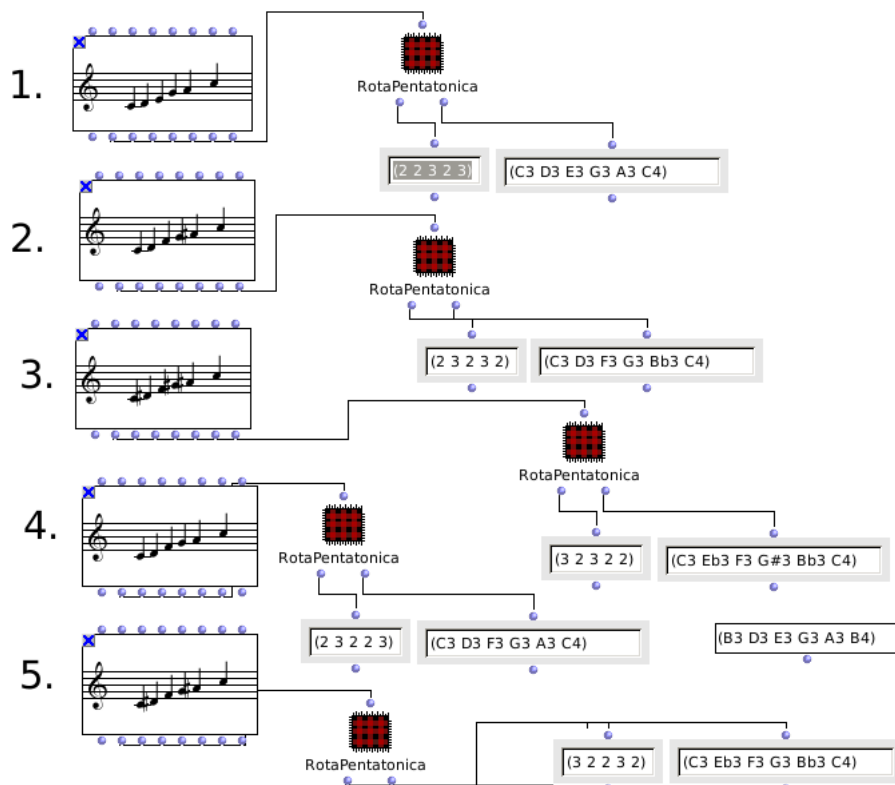 1.
RotaPentatonica
(2 2 3 2 3)
(C3 D3 E3 G3 A3 C4)
2.
RotaPentatonica
(2 3 2 3 2)
(C3 D3 F3 G3 Bb3 C4)
3.
RotaPentatonica
(3 2 3 2 2)
(C3 Eb3 F3 G#3 Bb3 C4)
4.
RotaPentatonica
(2 3 2 2 3)
(C3 D3 F3 G3 A3 C4)
(B3 D3 E3 G3 A3 B4)
5.
RotaPentatonica
(3 2 2 3 2)
(C3 Eb3 F3 G3 Bb3 C4)